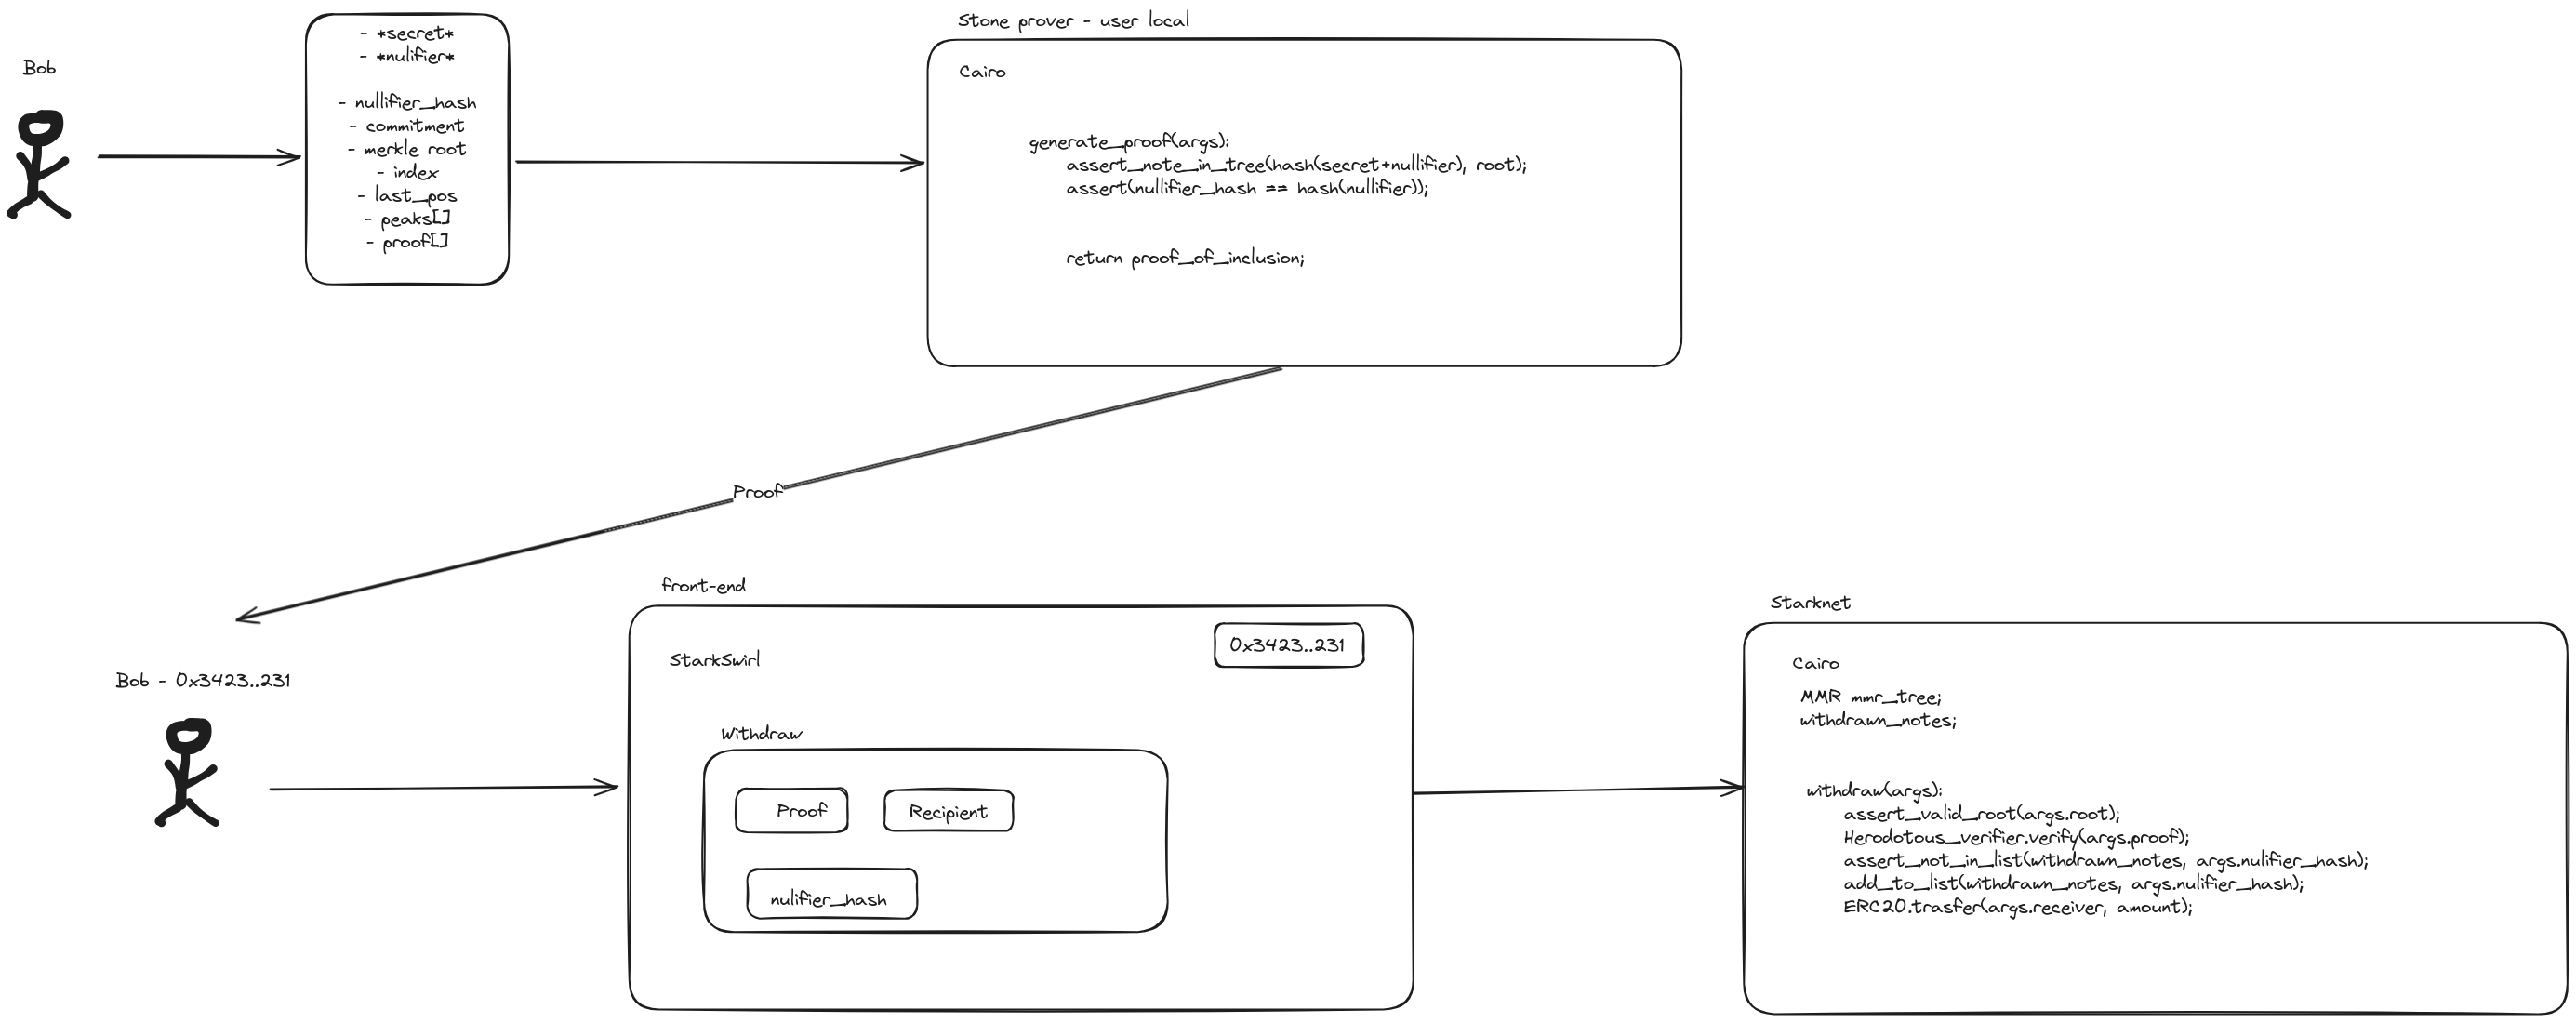 Bob
- *secret*
- *nulifier*
- nullifier_hash
- commitment
- merkle root
- index
- last_pos
- peaks[]
- proof[]
Stone prover - user local
Cairo
generate_proof(args):
assert_note_in_tree(hash(secret+nullifier), root);
assert(nullifier_hash == hash(nullifier));
return proof_of_inclusion;
Proof
Bob - 0x3423..231
front-end
StarkSwirl
0x3423..231
Withdraw
Proof
Recipient
nulifier_hash
Starknet
Cairo
MMR mmr_tree;
withdrawn_notes;
withdraw(args):
assert_valid_root(args.root);
Herodotous_verifier.verify(args.proof);
assert_not_in_list(withdrawn_notes, args.nulifier_hash);
add_to_list(withdrawn_notes, args.nulifier_hash);
ERC20.trasfer(args.receiver, amount);